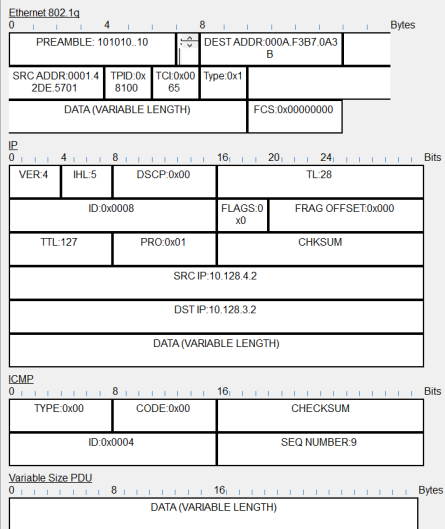 Ethernet 802.1q
0 4 8 Bytes
PREAMBLE: 101010..10 DEST ADDR:000A.F3B7.0A3
B
SRC ADDR:0001.4
2DE.5701 TPID:0x
8100 TCI:0x00
65 Type:0x1
DATA (VARIABLE LENGTH) FCS:0x00000000
IP
0 4 8 16 20 24 Bits
VER:4 IHL:5 DSCP:0x00 TL:28
ID:0x0008 FLAGS:0
x0 FRAG OFFSET:0x000
TTL:127 PRO:0x01 CHKSUM
SRC IP:10.128.4.2
DST IP:10.128.3.2
DATA (VARIABLE LENGTH)
ICMP
0 8 16 Bits
TYPE:0x00 CODE:0x00 CHECKSUM
ID:0x0004 SEQ NUMBER:9
Variable Size PDU
0 8 16 Bytes
DATA (VARIABLE LENGTH)